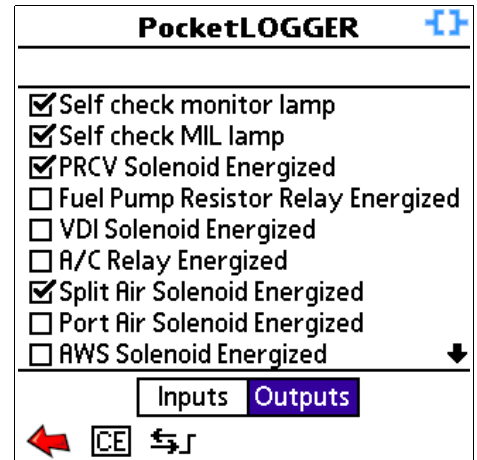 PocketLOGGER
Self check monitor lamp
Self check MIL lamp
PRCV Solenoid Energized
Fuel Pump Resistor Relay Energized
VDI Solenoid Energized
A/C Relay Energized
Split Air Solenoid Energized
Port Air Solenoid Energized
AWS Solenoid Energized
Inputs Outputs
CE